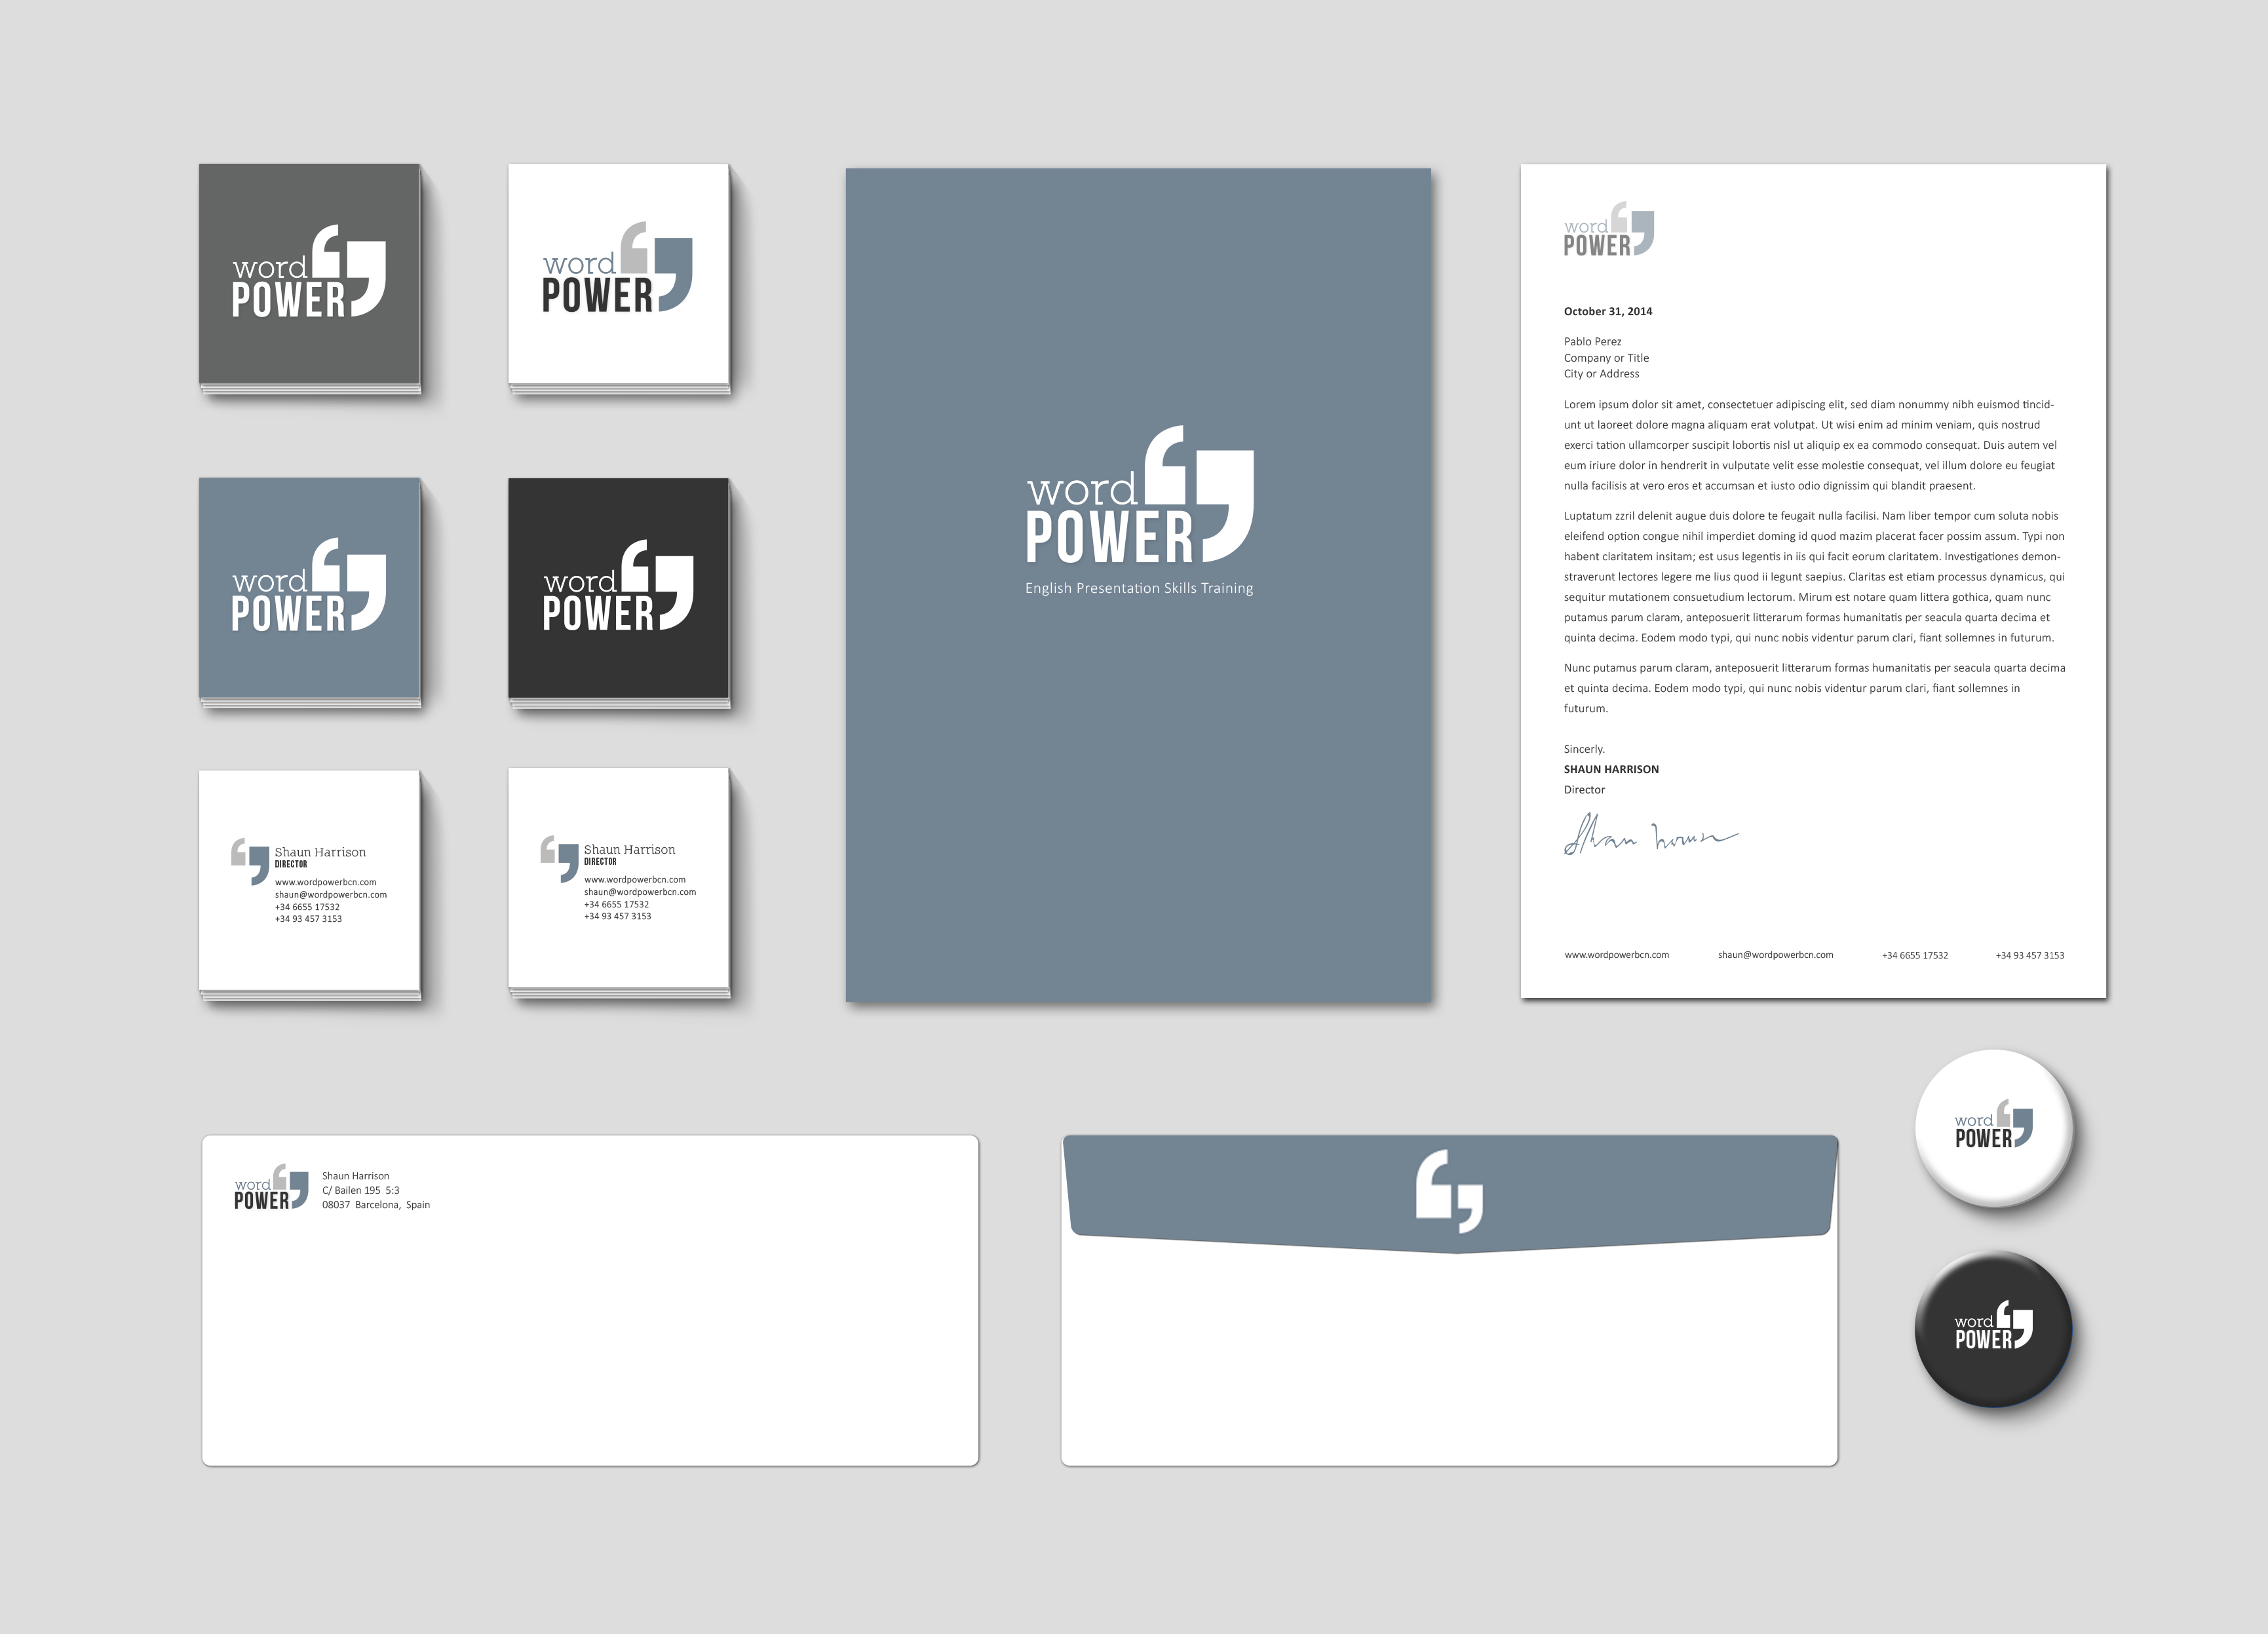 word
POWER
word
POWER
word
POWER
word
POWER
Shaun Harrison
DIRECTOR
www.wordpowerbcn.com
shaun@wordpowerbcn.com
+34 6655 17532
+34 93 457 3153
Shaun Harrison
DIRECTOR
www.wordpowerbcn.com
shaun@wordpowerbcn.com
+34 6655 17532
+34 93 457 3153
word
POWER
English Presentation Skills Training
word
POWER
October 31, 2014
Pablo Perez
Company or Title
City or Address
Lorem ipsum dolor sit amet, consectetuer adipiscing elit, sed diam nonummy nibh euismod tincid-
unt ut laoreet dolore magna aliquam erat volutpat. Ut wisi enim ad minim veniam, quis nostrud
exerci tation ullamcorper suscipit lobortis nisl ut aliquip ex ea commodo consequat. Duis autem vel
eum iriure dolor in hendrerit in vulputate velit esse molestie consequat, vel illum dolore eu feugiat
nulla facilisis at vero eros et accumsan et iusto odio dignissim qui blandit praesent.
Luptatum zzril delenit augue duis dolore te feugait nulla facilisi. Nam liber tempor cum soluta nobis
eleifend option congue nihil imperdiet doming id quod mazim placerat facer possim assum. Typi non
habent claritatem insitam; est usus legentis in iis qui facit eorum claritatem. Investigationes demon-
straverunt lectores legere me lius quod ii legunt saepius. Claritas est etiam processus dynamicus, qui
sequitur mutationem consuetudium lectorum. Mirum est notare quam littera gothica, quam nunc
putamus parum claram, anteposuerit litterarum formas humanitatis per seacula quarta decima et
quinta decima. Eodem modo typi, qui nunc nobis videntur parum clari, fiant sollemnes in futurum.
Nunc putamus parum claram, anteposuerit litterarum formas humanitatis per seacula quarta decima
et quinta decima. Eodem modo typi, qui nunc nobis videntur parum clari, fiant sollemnes in
futurum.
Sincerly.
SHAUN HARRISON
Director
www.wordpowerbcn.com shaun@wordpowerbcn.com +34 6655 17532 +34 93 457 3153
word
POWER
Shaun Harrison
C/ Bailen 195 5:3
08037 Barcelona, Spain
word
POWER
word
POWER